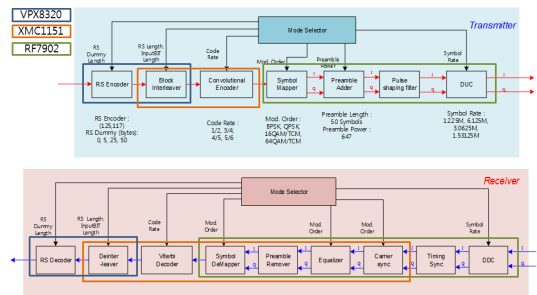 VPX8320
XMC1151
RF7902
Transmitter
Mode Selector
RS
Dummy
Length
RS Length,
InputBIT
Length
Code
Rate
Mod. Order
Preamble
Power
Symbol
Rate
RS Encoder
Block
Interleaver
Convolutional
Encoder
Symbol
Mapper
I
Q
Preamble
Adder
I
Q
Pulse
shaping filter
I
Q
DUC
I
Q
RS Encoder :
(125,117)
RS Dummy (bytes):
0, 5, 25, 50
Code Rate :
1/2, 3/4,
4/5, 5/6
Mod. Order :
BPSK, QPSK
16QAM/TCM,
64QAM/TCM
Preamble Length :
50 Symbols
Preamble Power :
647
Symbol Rate :
12.25M, 6.125M,
3.0625M,
1.53125M
Receiver
Mode Selector
RS
Dummy
Length
RS Length,
InputBIT
Length
Code
Rate
Mod.
Order
Mod.
Order
Mod.
Order
Symbol
Rate
RS Decoder
Deinter
-leaver
Viterbi
Decoder
Symbol
DeMapper
I
Q
Preamble
Remover
I
Q
Equalizer
I
Q
Carrier
sync
I
Q
Timing
Sync
I
Q
DDC
I
Q